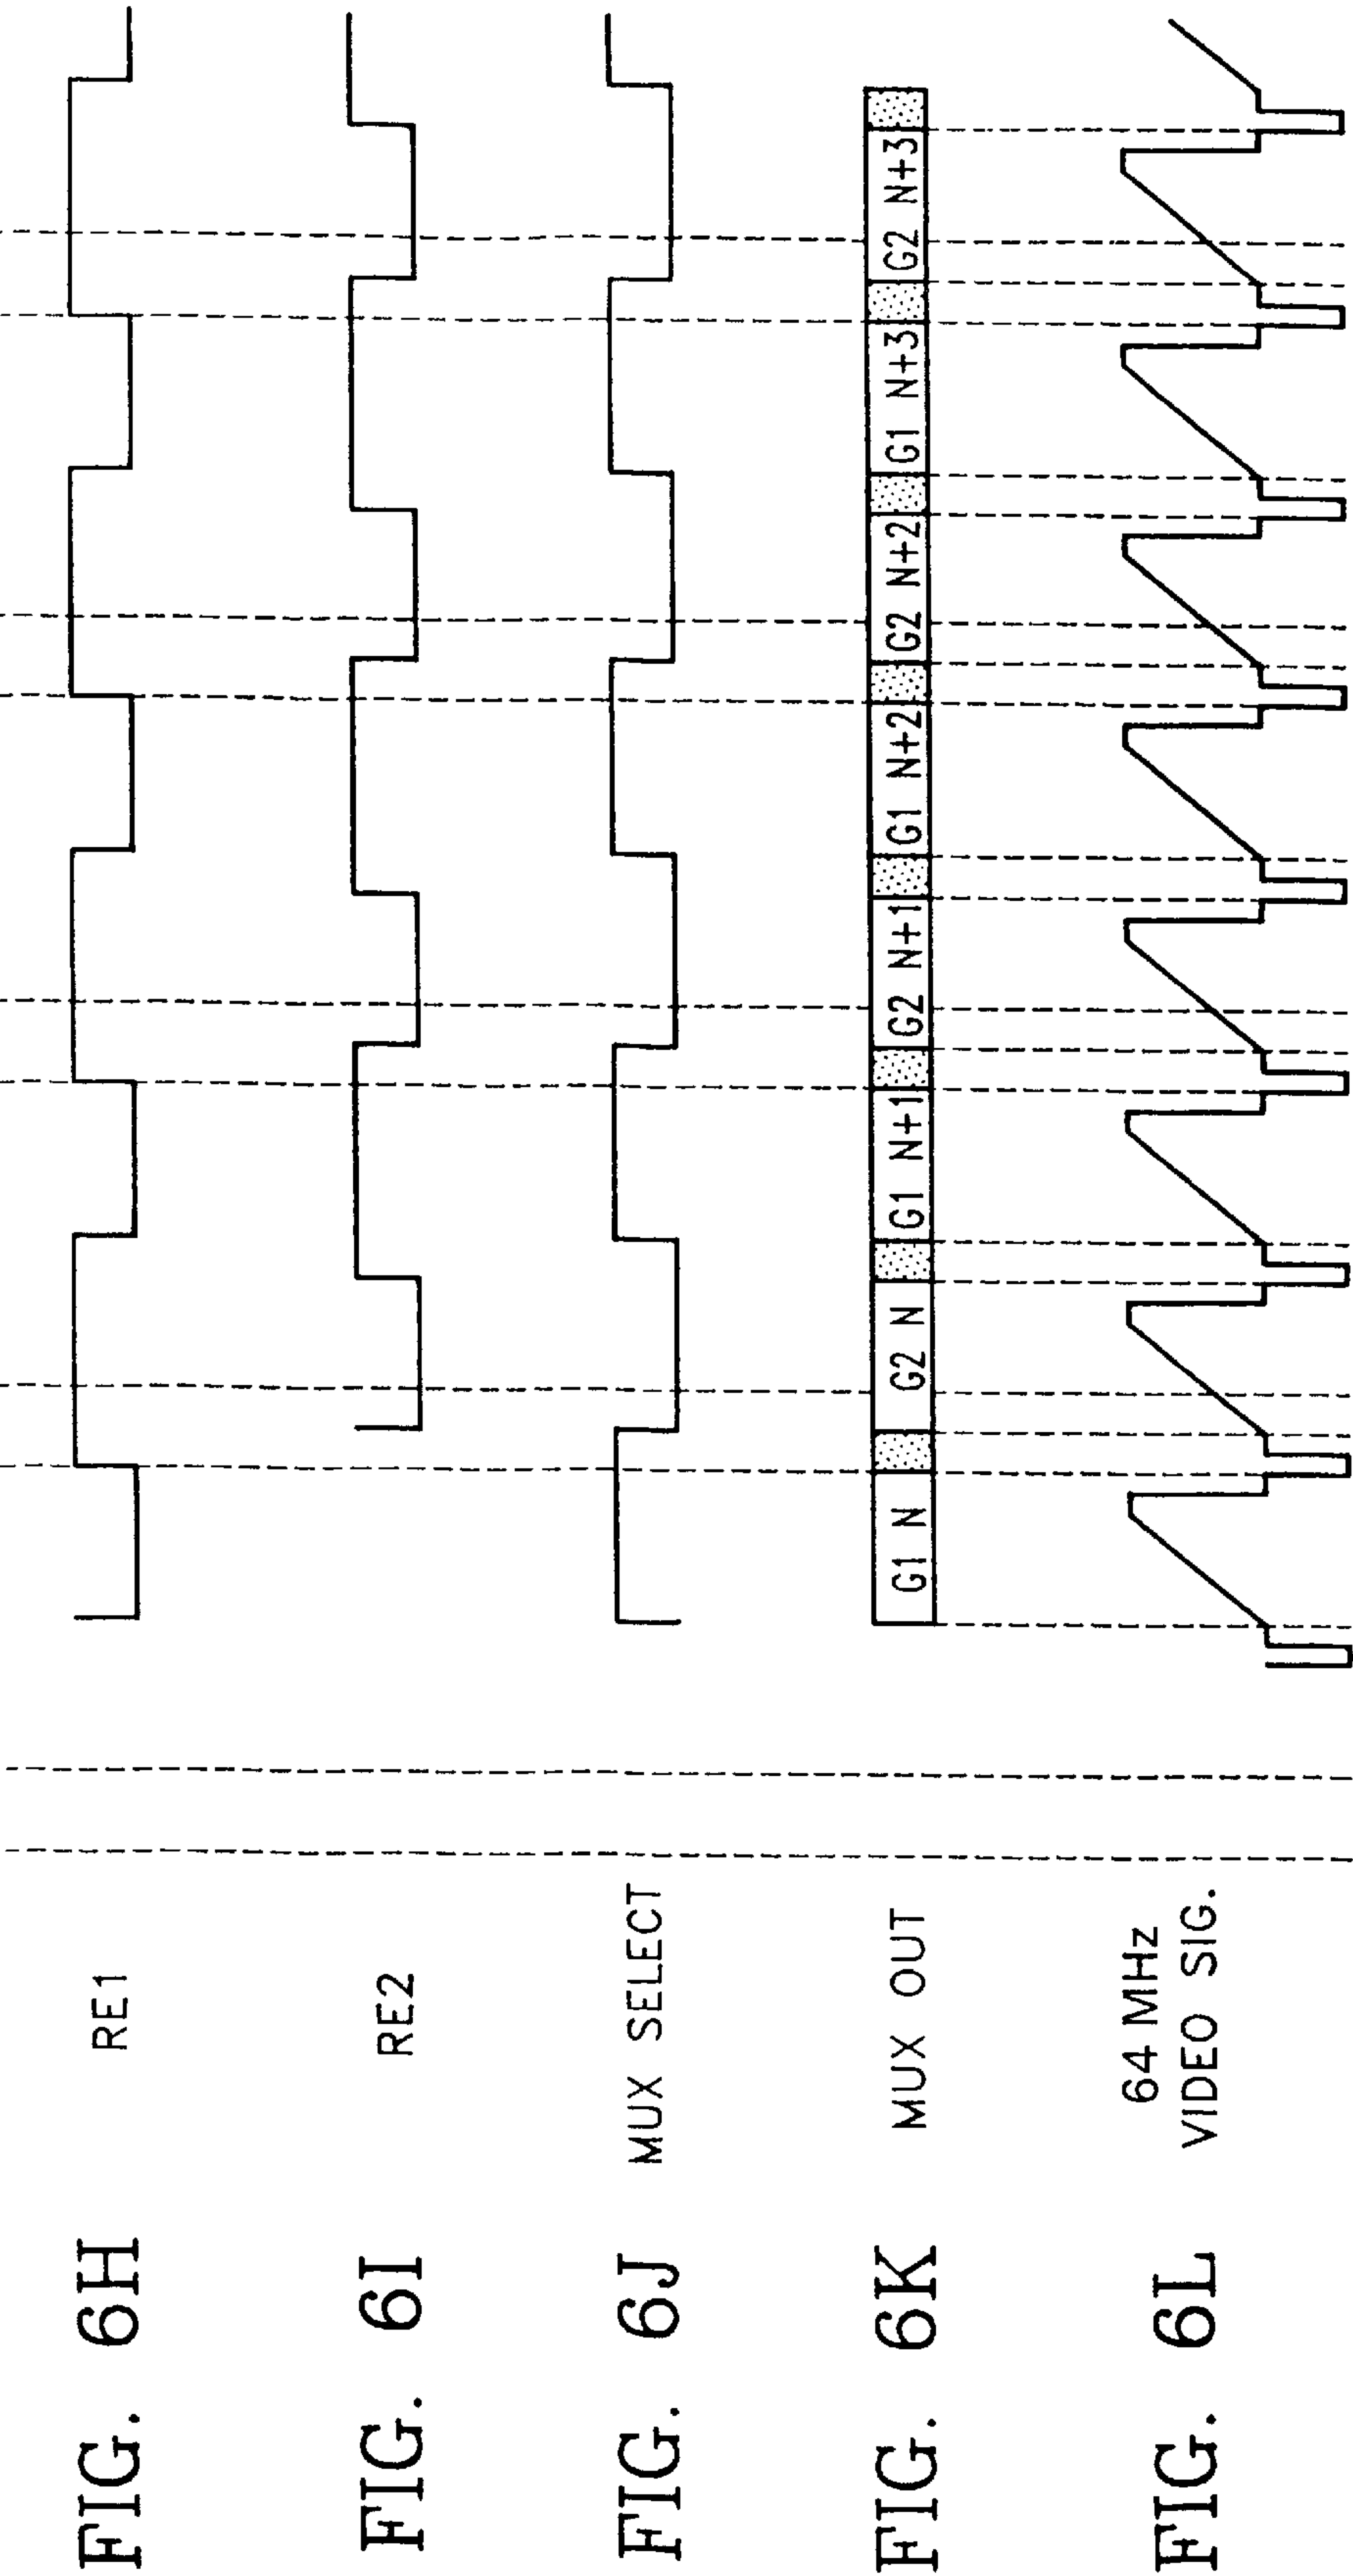 FIG. 6H RE1
FIG. 6I RE2
FIG. 6J MUX SELECT
FIG. 6K MUX OUT
G1 N G2 N G1 N+1 G2 N+1 G1 N+2 G2 N+2 G1 N+3 G2 N+3
FIG. 6L 64 MHz
VIDEO SIG.